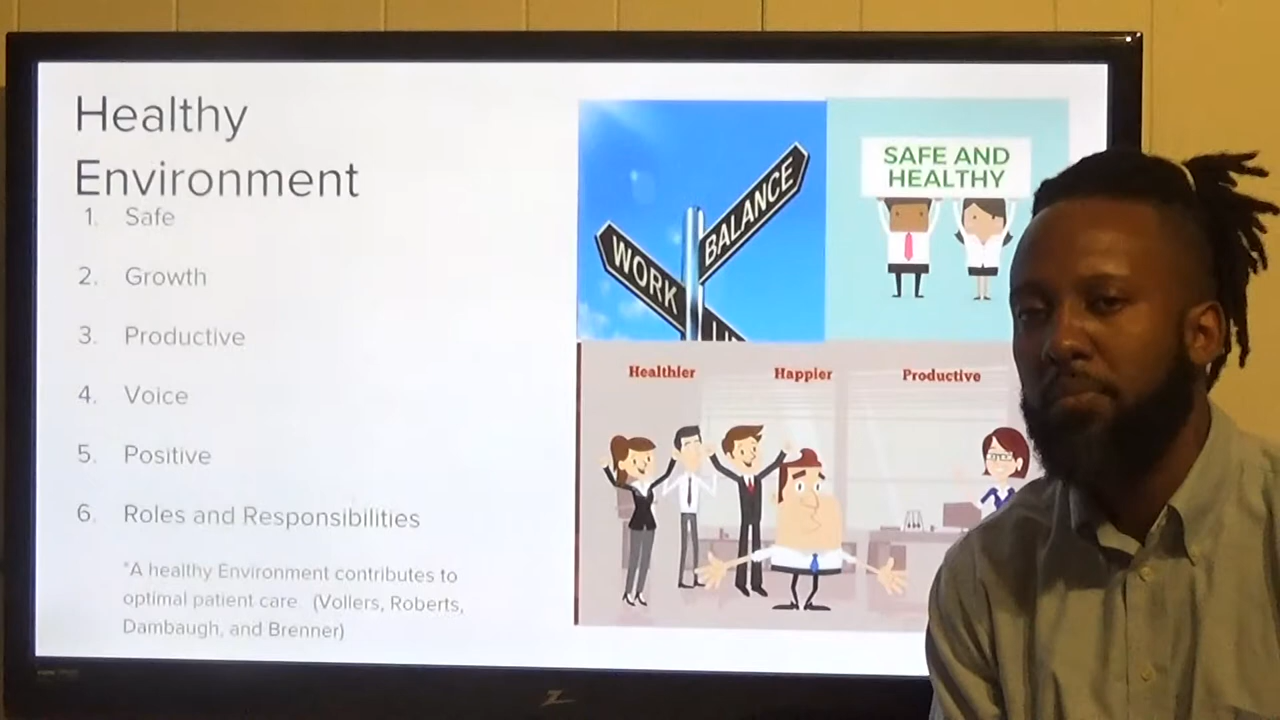 Healthy
Environment
1. Safe
2. Growth
3. Productive
4. Voice
5. Positive
6. Roles and Responsibilities
*A healthy Environment contributes to
optimal patient care. (Vollers, Roberts,
Dambaugh, and Brenner)
BALANCE
WORK
SAFE AND
HEALTHY
Healthier Happier Productive